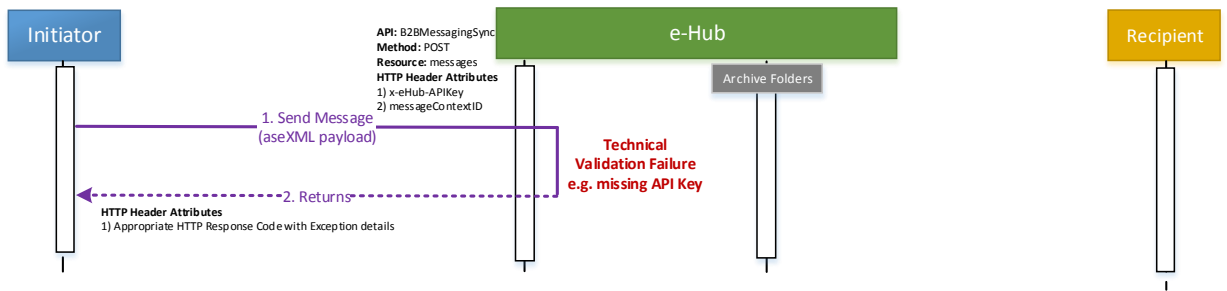 Initiator
e-Hub
Recipient
API: B2BMessagingSync
Method: POST
Resource: messages
HTTP Header Attributes
1) x-eHub-APIKey
2) messageContextID
Archive Folders
1. Send Message
(aseXML payload)
Technical
Validation Failure
e.g. missing API Key
2. Returns
HTTP Header Attributes
1) Appropriate HTTP Response Code with Exception details